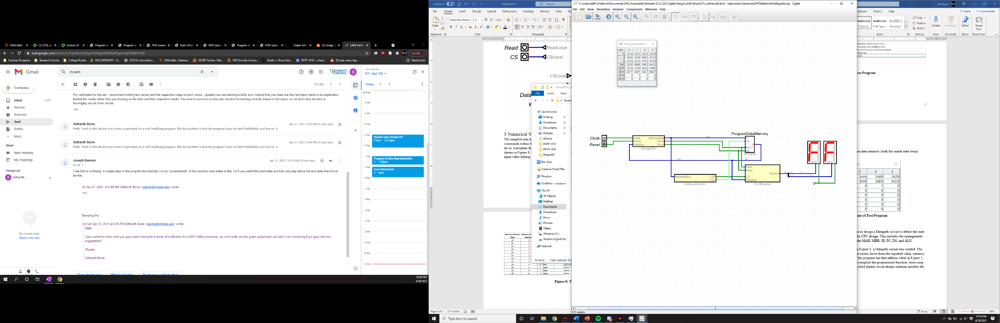 UVACollab
CS 2150, sp
Lecture 38
Program an
Program an
PDR: Exams
final-s19.pd
PDR: Labor
Program an
PDR: Labor
Graph Edito
(5) Songs li
LA06 Verific
mail.google.com/mail/u/1/?ogbl#sent/QgrcJHsNjpdxXRsBGxPvgzHSgKnlGWJLKKB
Update
Summer Programs
Research Articles
College Portals
MVI_5056.MOV - G...
CS231n Convolutio...
UVACollab : Gatewa...
COVID Tracker | Ret...
Off-Grounds Access...
Studio — Bruce Ma...
ENTP 1010 - sched...
(5) pain every day...
Reading list
Gmail
in:sent
UNIVERSITY of VIRGINIA
S
Compose
Inbox 1,473
Starred
Snoozed
Sent
Drafts
More
Meet
New meeting
My meetings
Hangouts
S Sidhardh
No recent chats
Start a new one
3 of 283
For verification for this lab, I recommend writing test vectors and the respective output of each vector. I graded your last learning activity and I noticed that your tests are fine, but there needs to be explanation
behind the results rather than just showing us the tests and their respective results. You need to convince us that your circuit is functioning correctly based on the report, as we don't have the time to
thoroughly test all of the circuits.
Sidhardh Burre
Apr 27, 2021, 9:45 PM (3 days ago)
Hello, Yeah in this lab the test vector is provided via a self-modifying program. But the problem is that the program loops on itself indefinitely and has no "e
Sidhardh Burre
Apr 27, 2021, 9:46 PM (3 days ago)
Hello, Yeah in this lab the test vector is provided via a self-modifying program. But the problem is that the program loops on itself indefinitely and has no "e
Joseph Bannon
Apr 27, 2021, 10:19 PM (3 days ago)
to me
I see that is confusing. A couple steps in the program like basically 3 or so "screenshots" of the machine code states is fine. So if you submit the start state and then one step before the end state that should
be fine.
On Apr 27, 2021, at 9:58 AM, Sidhardh Burre <ssb3vk@virginia.edu> wrote:
Bumping this
On Sat, Apr 24, 2021 at 6:45 PM Sidhardh Burre <ssb3vk@virginia.edu> wrote:
Hello,
I just wanted to know what you guys were looking for in terms of verification for LA06? Unlike previously, we can't really use the graph (graph tops out) and I was wondering if you guys had any
suggestions?
Thanks,
Sidhardh Burre
Okay, thank you!
Will do, thanks!
Thank you, I will do that.
CALENDAR
Fri, Apr 30
Today
GMT-04
8 AM
9 AM
10 AM
11 AM
12 PM
1 PM
2 PM
3 PM
4 PM
5 PM
6 PM
7 PM
8 PM
9 PM
10 PM
11 PM
Digital Logic Design OH
11am – 12:15pm
Program & Data Representation
1 – 1:50pm
Econ Discussion
2 – 3pm
10:59 PM
4/30/2021
AutoSave Off
LA06Report
Search
Sid Burre
File Home Insert Design Layout References Mailings Review View
Zotero Help
Share
Comments
Paste
Times New Roma 12
Clipboard
Font
Paragraph
AaBbCcDc AaBbCcDc AaBbCc
1 Normal 1 No Spac... Heading 1
Styles
Find
Replace
Select
Editing
Dictate
Voice
Sensitivity
Sensitivity
Editor
Editor
Reuse Files
Reuse Files
Read
ReadLocal
CS
CSLocal
CSLocal
Data
3 Numerical V
The simplest way to
commands within th
do so, a program th
shown in Figure 8,
input value halting
Figure 8: T
est Program
4
am data memory (with the initial state being
1 2 3
0x4A 0x6B 0x29
0xA9 0xE8 0xC0
0 1 2
0 0 0
0 0 0
0 0 0
0 0 0
0 0 0
ate of Test Program
as to design a Datapath circuit to define the state
he CPU design. This includes the management
the MAR, MBR, IR, PC, D0, and ALU.
n Figure 1, a Datapath circuit was created. The
at counts down from the inputted value, memory
f the program has that address value in Figure 5,
ccomplish the programmed function, exercising
cified digital circuit design solution satisfies the
Page 5 of 7 577 words
Focus
90%
SimpleCPU_A
File Home Share
Semes
Quick access
Desktop
Downloads
Documents
Pictures
Articles
ENTP 1010
PHYS 1429
Project04
Box Sync
Creative Cloud Files
Dropbox
OneDrive - Loudoun
This PC
3D Objects
Desktop
Documents
Downloads
Music
Pictures
Videos
Windows (C:)
Western Digital (D:)
Network
16 items 1 item selected 6.2
*C:\Users\sidth\OneDrive\Documents\UVA Documents\Semester 2\CS 2330 Digital Design\LA06\SimpleCPU_AdvancedClock - Submission\AdvancedCPUTestBenchPortRegister.dig - Digital
File Edit View Simulation Analysis Components Windows Help
ProgramDataMem...
Add. 0 1 2 3
0 0x19 0x53 0x33 0x19
4 0x55 0x35 0xD3 0x13
8 0x79 0x33 0x15 0x79
0xC 0x35 0xD9 0xF0 0xC0
0x10 0x18 0x39 0xC0 0xBF
0x14 0xF7 0x9F 0xE7 0xD7
0x18 6 6 0 0
0x1C 0 0 0 0
Clock
Reset
Clock AddressBus
Reset Write
DataBus Read
SimpleCPU
ProgramDataMemory
A
CS
D
WE
OE
EEPROM
AddressBus CS0
CS1
AddressDecoder
Write
Read
DataOut
CS
DataBus
PortRegister
FF
0
111 nodes
Type here to search
10:59 PM
4/30/2021